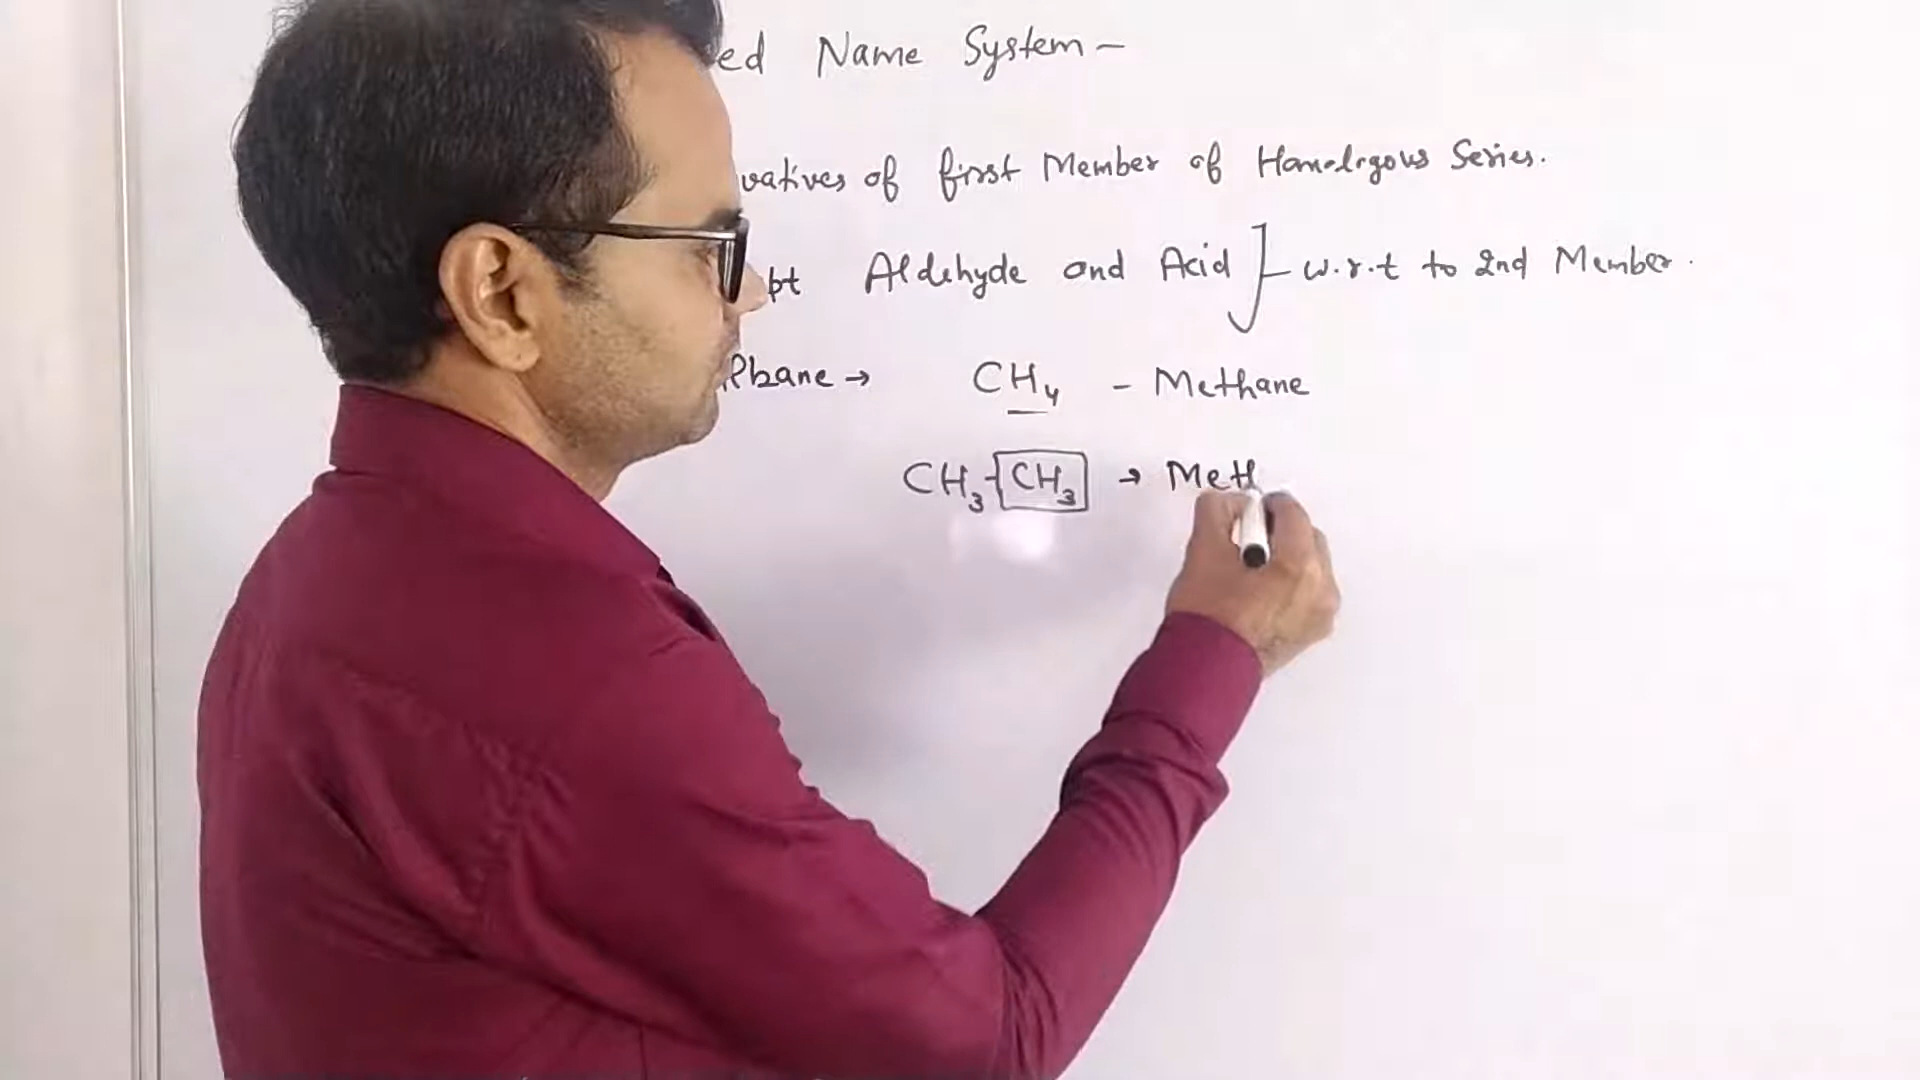 ed Name System –
vatives of first Member of Homologous Series.
pt Aldehyde and Acid } w.r.t to 2nd Member.
Alkane → CH₄ - Methane
CH₃-CH₃ → Meth